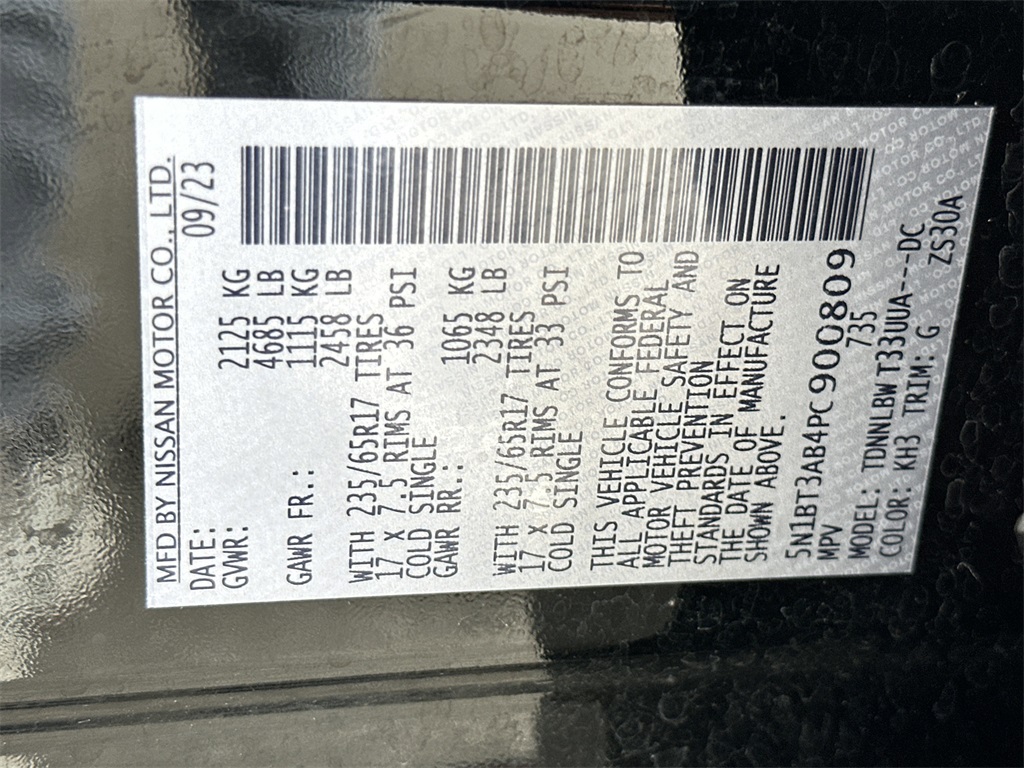 MFD BY NISSAN MOTOR CO., LTD.
DATE: 09/23
GVWR: 2125 KG
4685 LB
GAWR FR.: 1115 KG
2458 LB
WITH 235/65R17 TIRES
17 X 7.5 RIMS AT 36 PSI
COLD SINGLE
GAWR RR.: 1065 KG
2348 LB
WITH 235/65R17 TIRES
17 X 7.5 RIMS AT 33 PSI
COLD SINGLE
THIS VEHICLE CONFORMS TO
ALL APPLICABLE FEDERAL
MOTOR VEHICLE SAFETY AND
THEFT PREVENTION
STANDARDS IN EFFECT ON
THE DATE OF MANUFACTURE
SHOWN ABOVE.
5N1BT3AB4PC900809
MPV 735
MODEL: TDNNLBW T33UUA---DC
COLOR: KH3 TRIM: G ZS30A